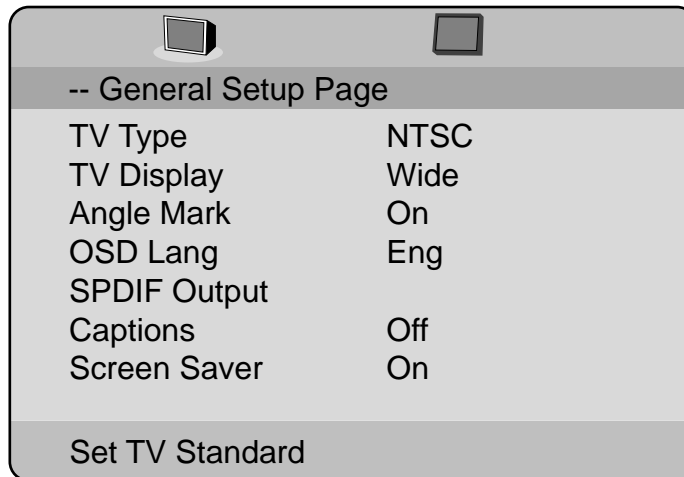 -- General Setup Page
TV Type NTSC
TV Display Wide
Angle Mark On
OSD Lang Eng
SPDIF Output
Captions Off
Screen Saver On
Set TV Standard